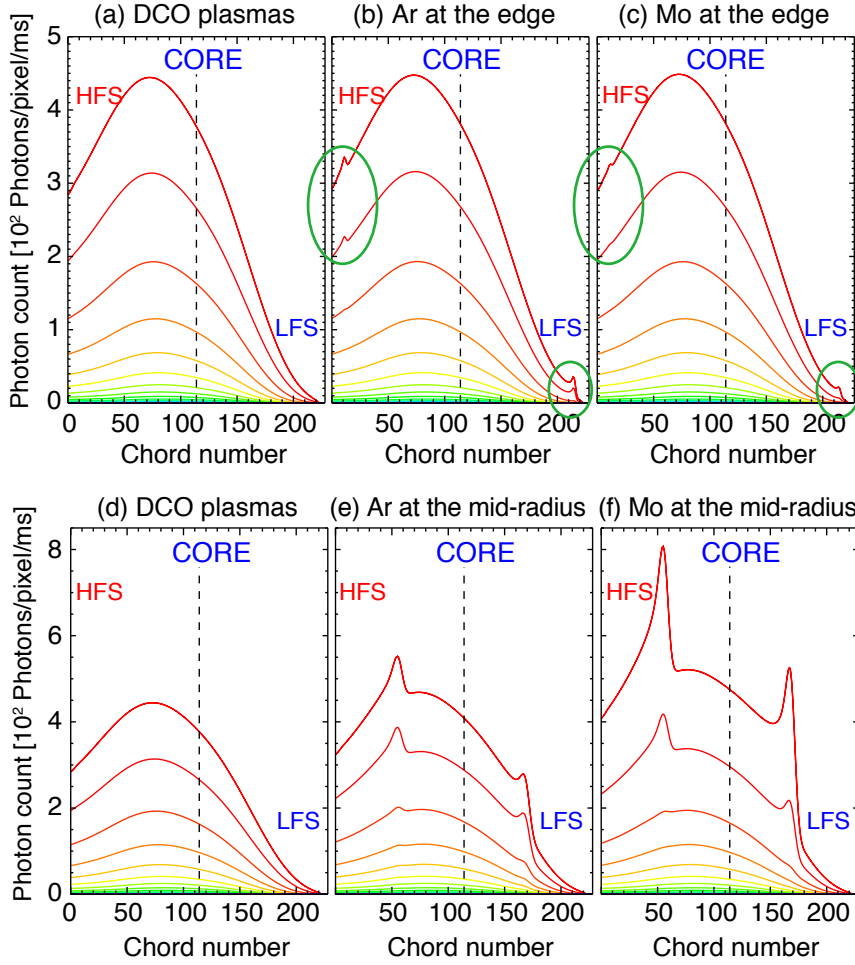 (a) DCO plasmas (b) Ar at the edge (c) Mo at the edge
Photon count [10² Photons/pixel/ms]
5
4
3
2
1
0
CORE CORE CORE
HFS HFS HFS
LFS LFS LFS
0 50 100 150 200 50 100 150 200 50 100 150 200
Chord number Chord number Chord number
(d) DCO plasmas (e) Ar at the mid-radius (f) Mo at the mid-radius
Photon count [10² Photons/pixel/ms]
8
6
4
2
0
CORE CORE CORE
HFS HFS HFS
LFS LFS LFS
0 50 100 150 200 50 100 150 200 50 100 150 200
Chord number Chord number Chord number